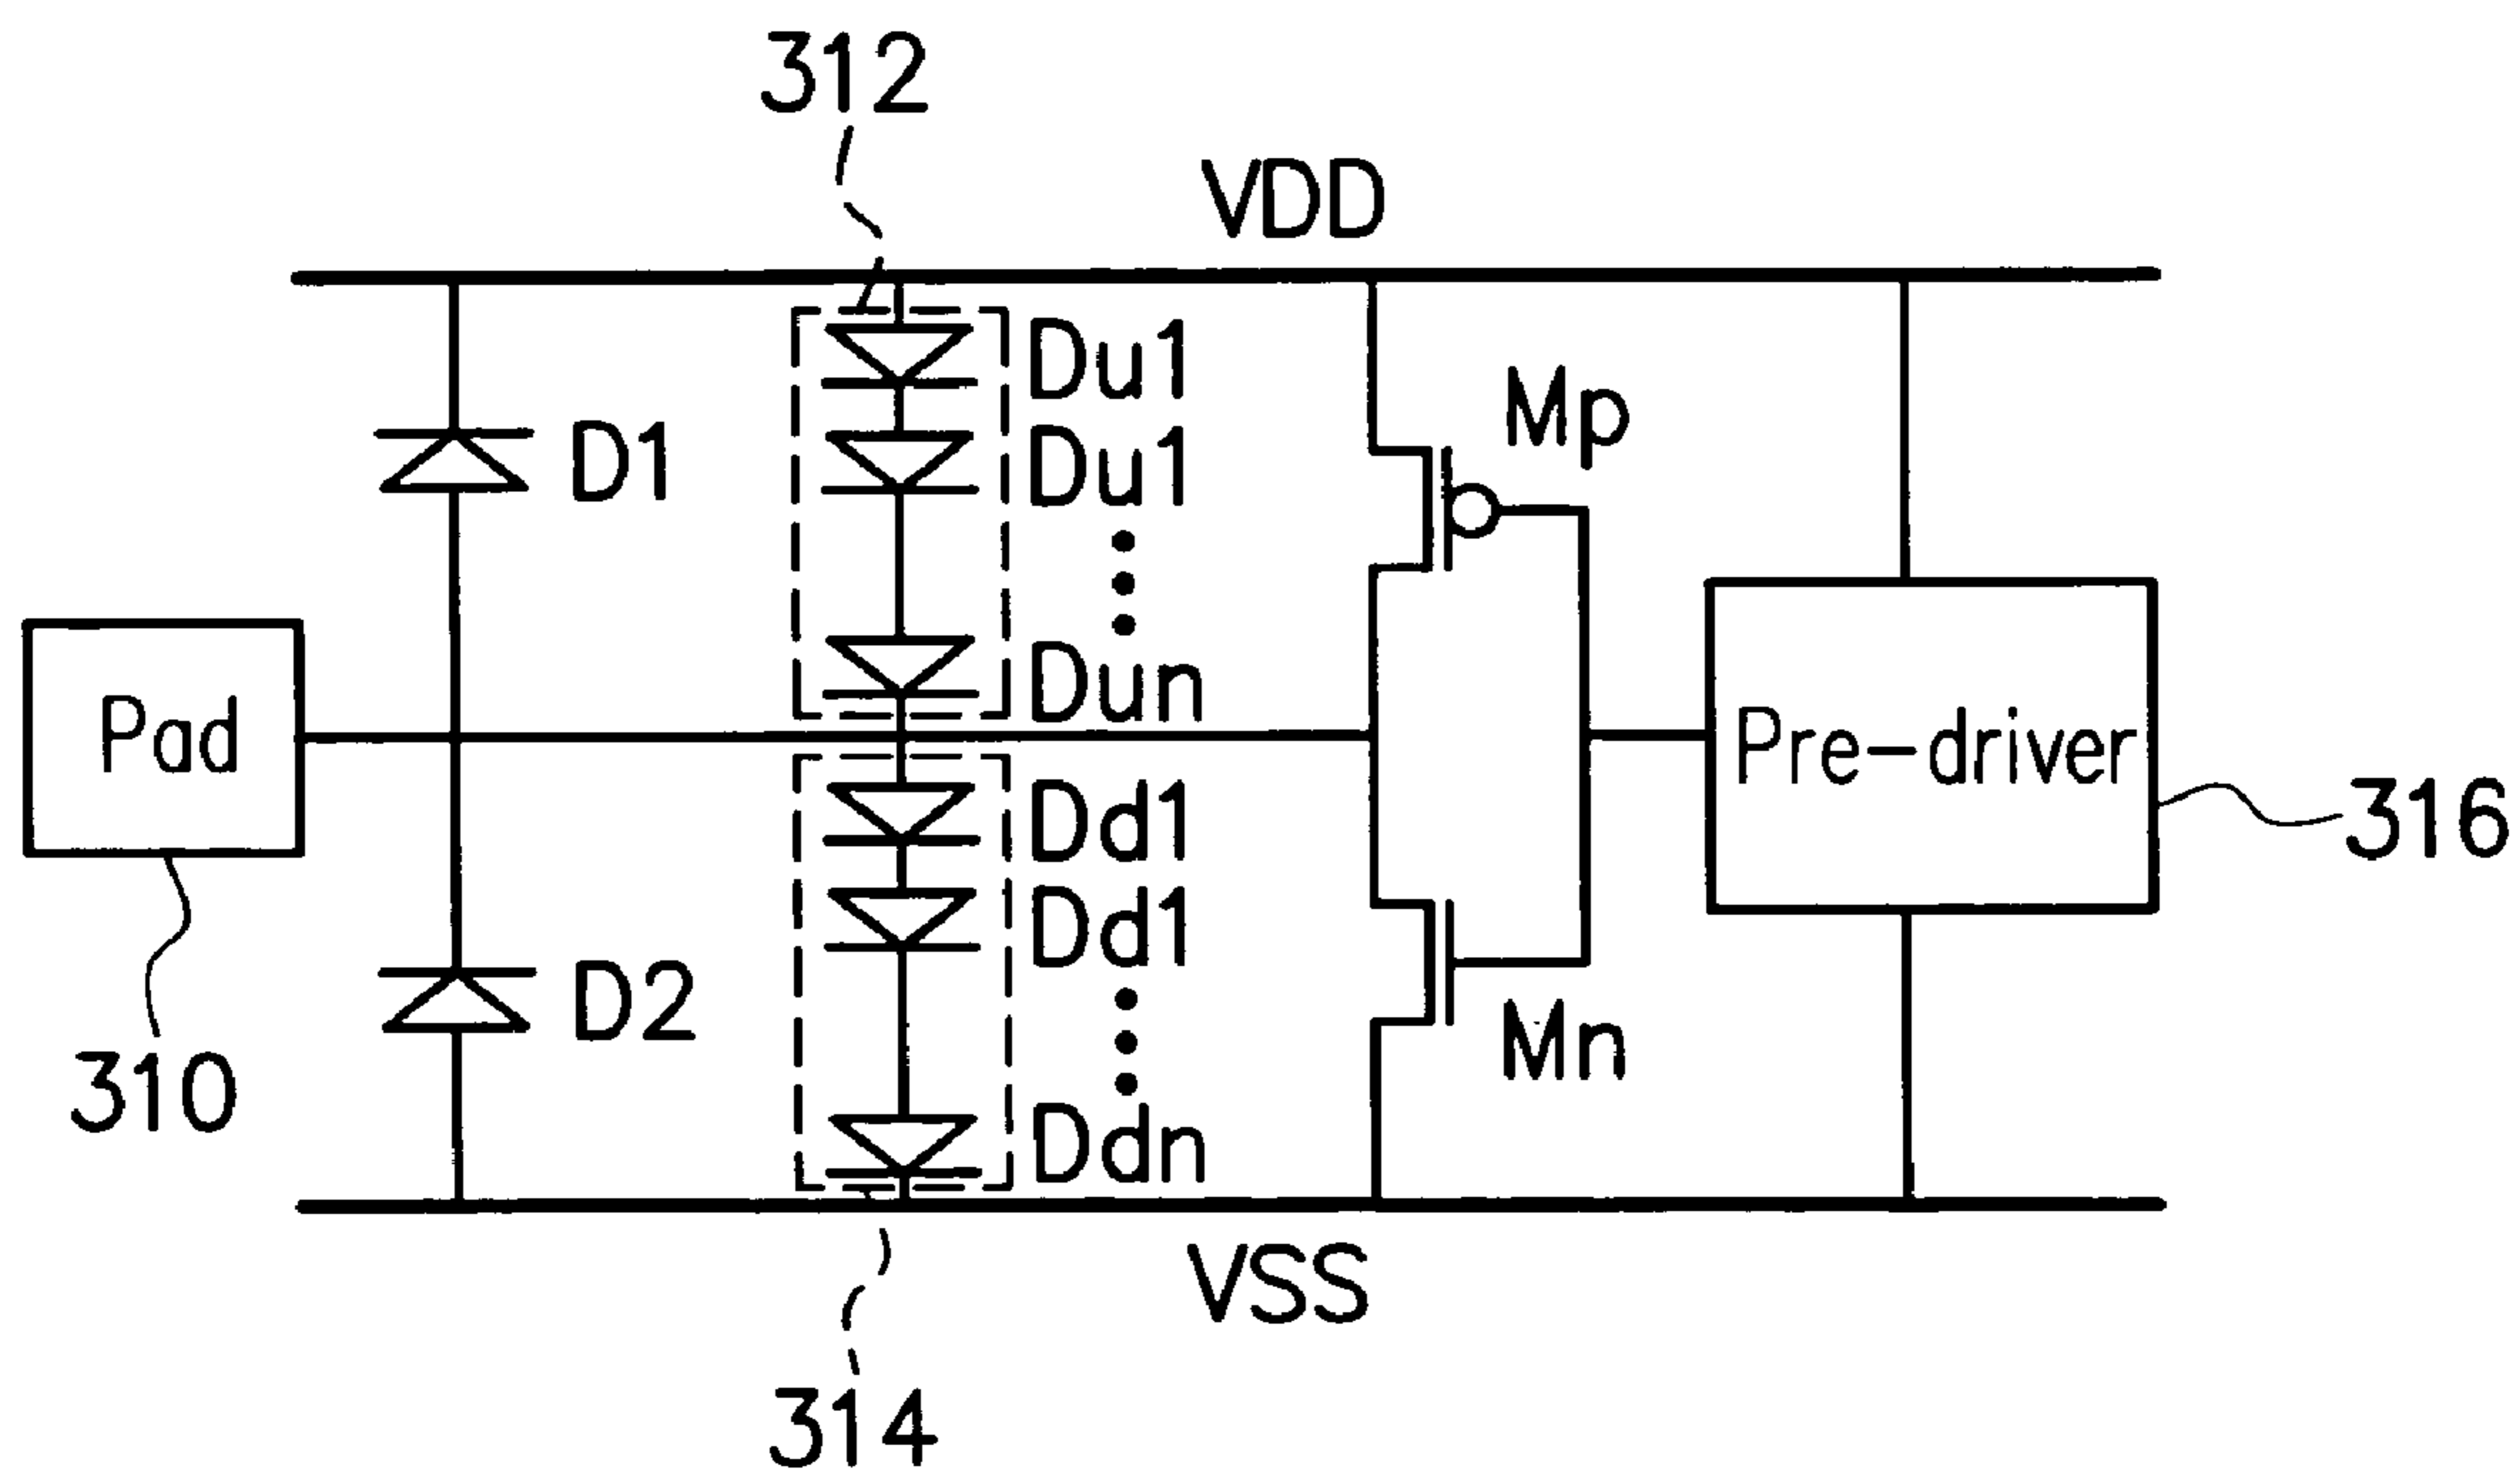 312
VDD
Du1
Mp
D1
Du1
Dun
Pad
Pre-driver
Dd1
316
Dd1
D2
Mn
310
Ddn
VSS
314